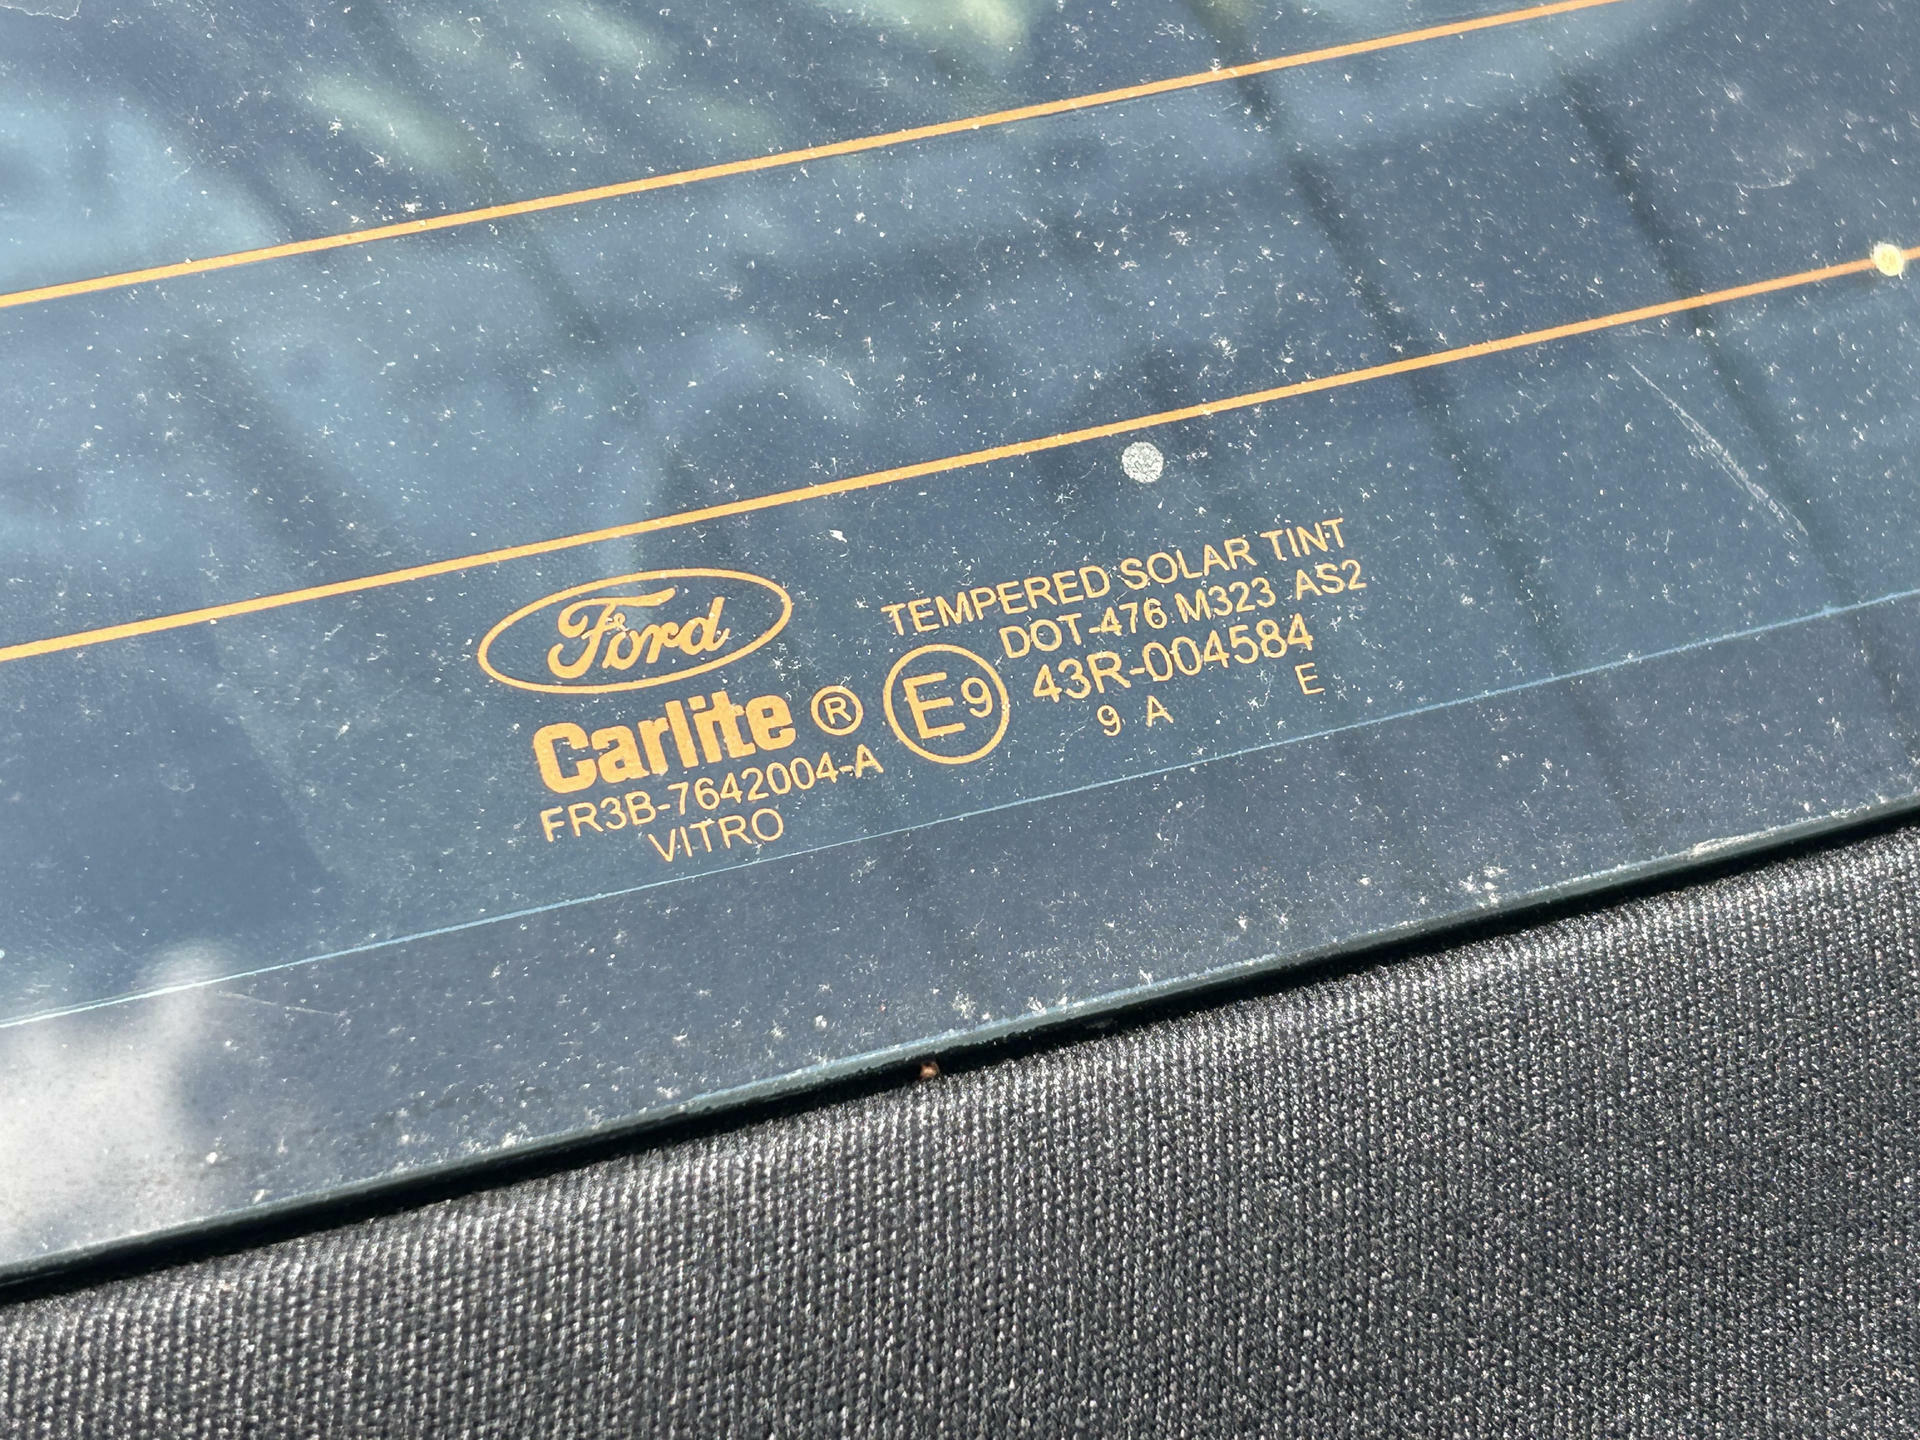 Ford
Carlite ®
FR3B-7642004-A
VITRO
TEMPERED SOLAR TINT
DOT-476 M323 AS2
E9 43R-004584
9 A E